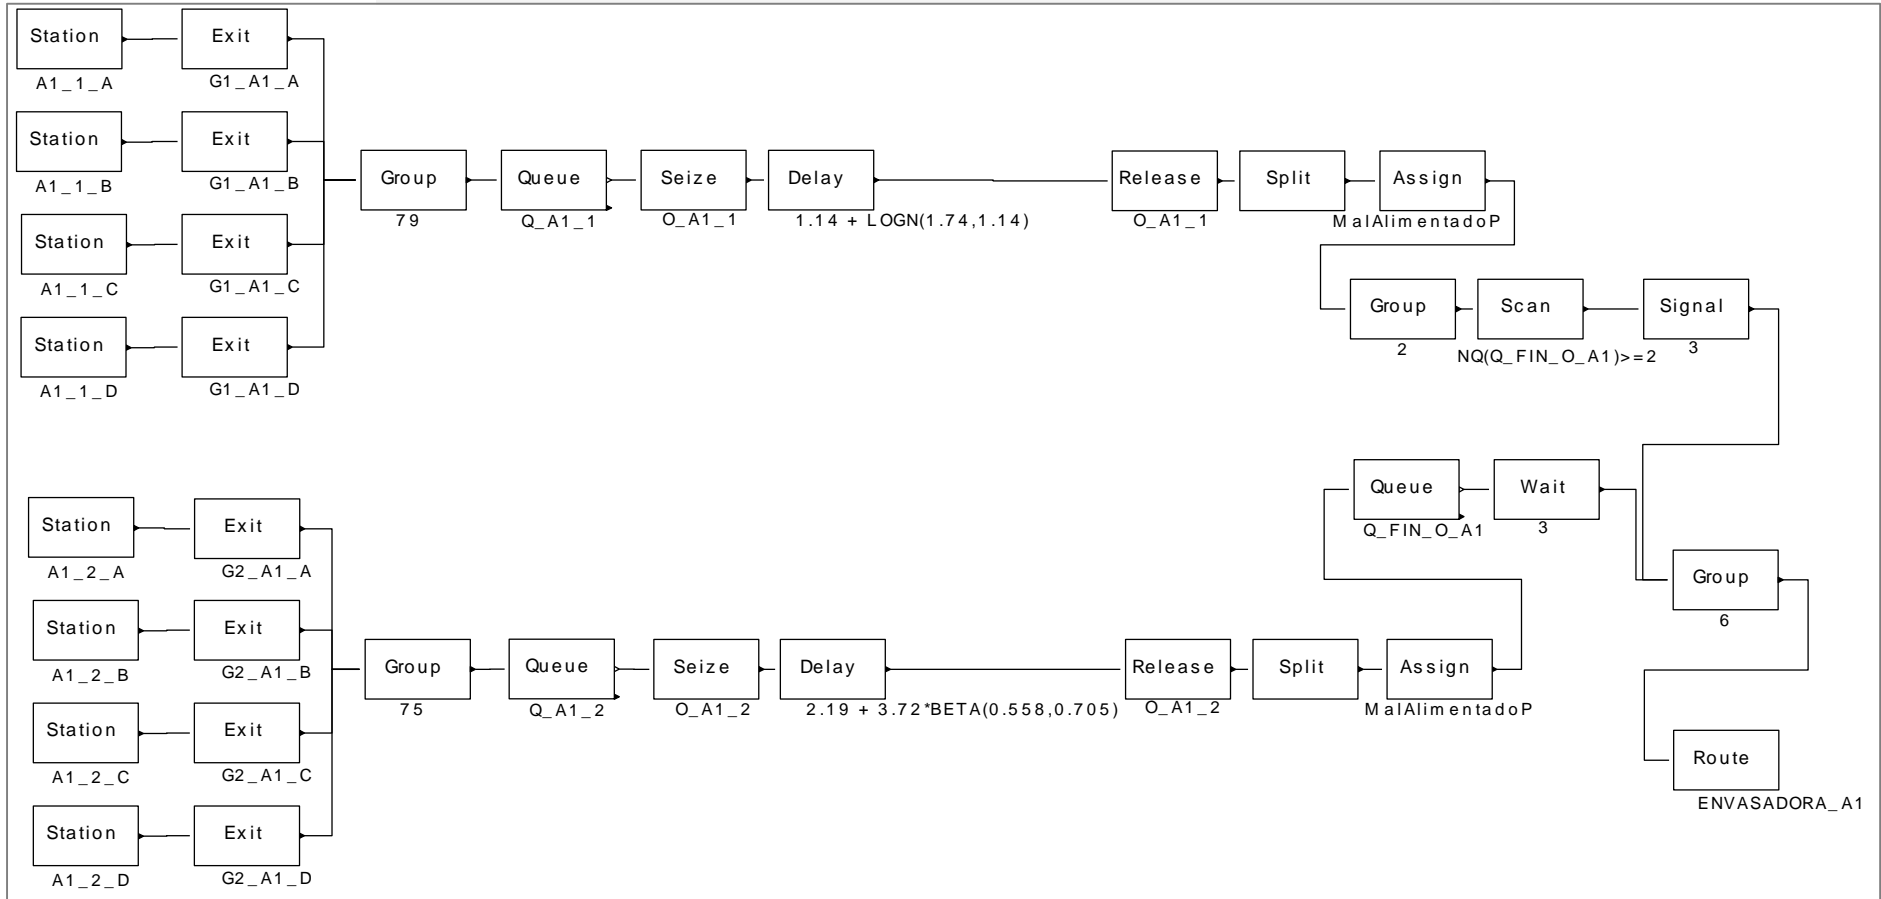 Station
Exit
A1_1_A
G1_A1_A
Station
Exit
A1_1_B
G1_A1_B
Station
Exit
A1_1_C
G1_A1_C
Station
Exit
A1_1_D
G1_A1_D
Group
79
Queue
Q_A1_1
Seize
O_A1_1
Delay
1.14 + LOGN(1.74,1.14)
Release
O_A1_1
Split
Assign
MalAlimentadoP
Group
2
Scan
NQ(Q_FIN_O_A1)>=2
Signal
3
Station
Exit
A1_2_A
G2_A1_A
Station
Exit
A1_2_B
G2_A1_B
Station
Exit
A1_2_C
G2_A1_C
Station
Exit
A1_2_D
G2_A1_D
Group
75
Queue
Q_A1_2
Seize
O_A1_2
Delay
2.19 + 3.72*BETA(0.558,0.705)
Release
O_A1_2
Split
Assign
MalAlimentadoP
Queue
Q_FIN_O_A1
Wait
3
Group
6
Route
ENVASADORA_A1